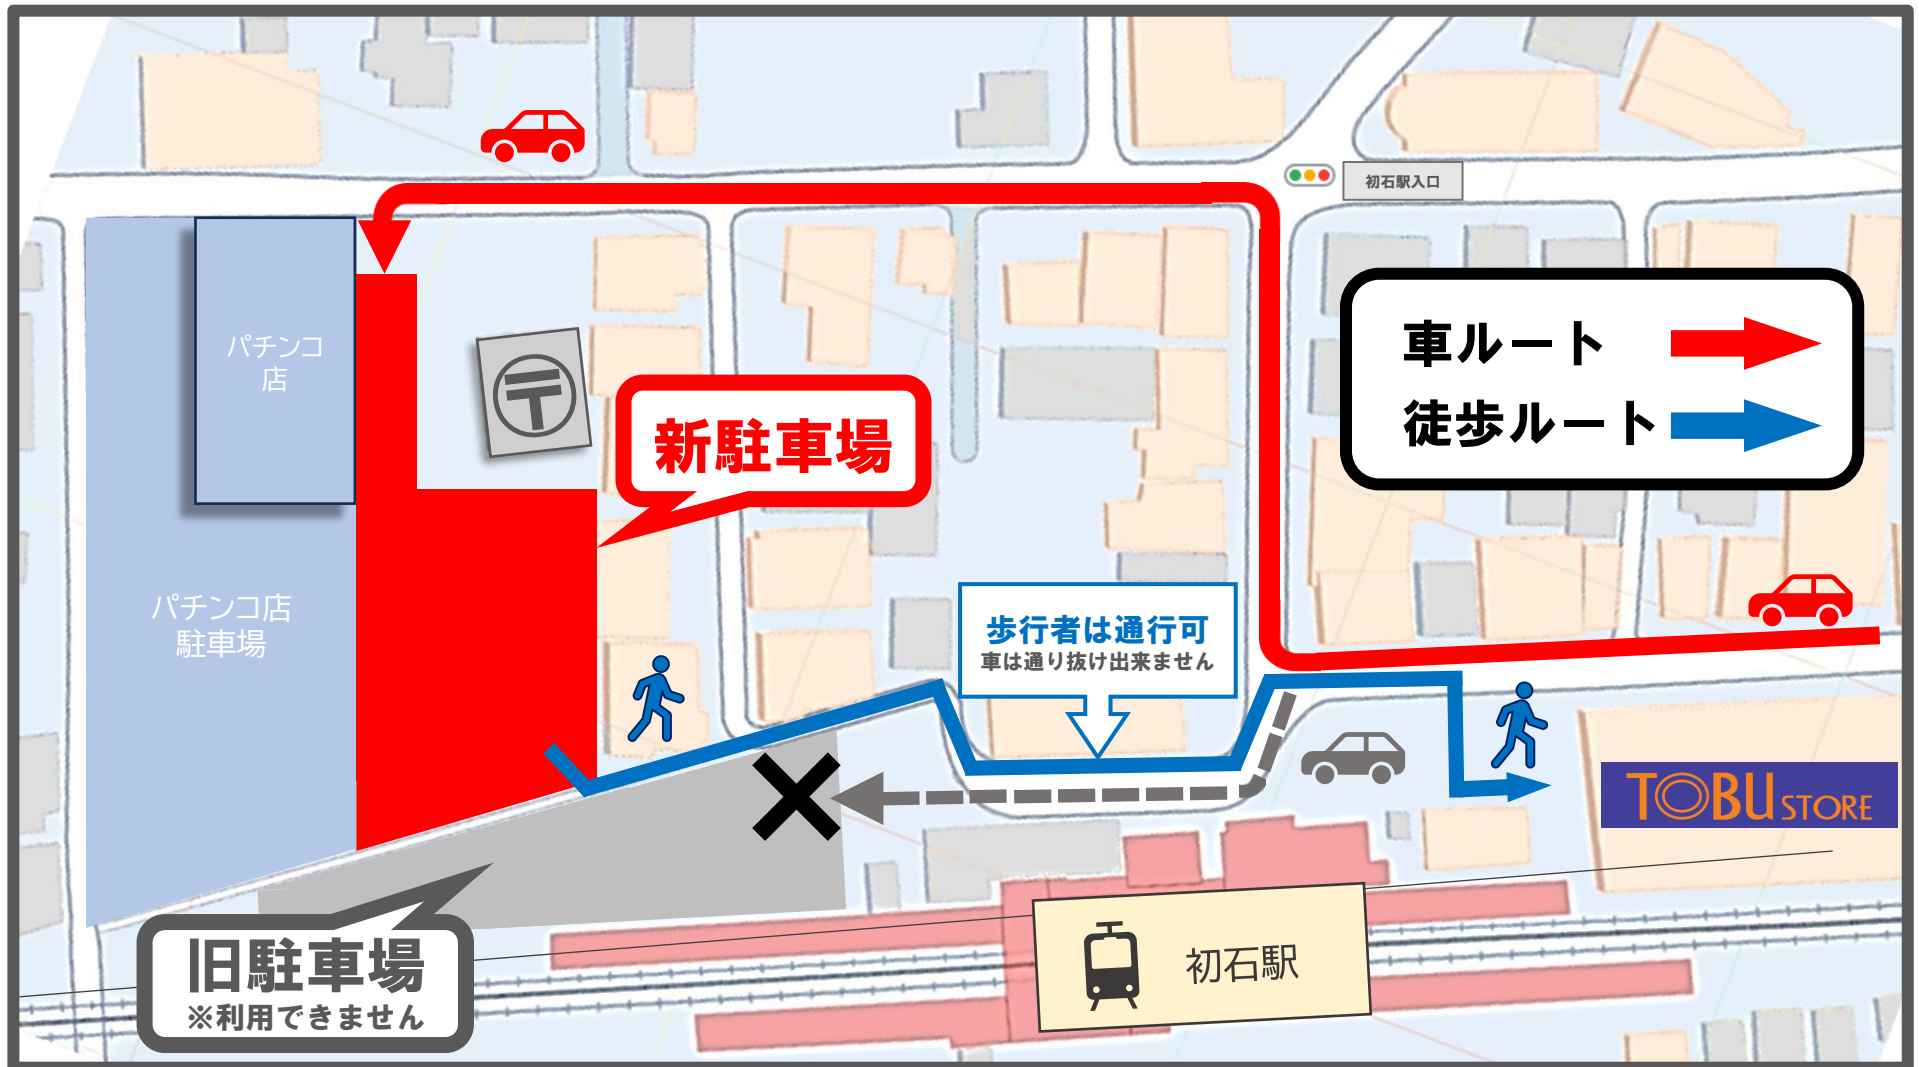 初石駅入口
パチンコ
店
車ルート
徒歩ルート
新駐車場
パチンコ店
駐車場
歩行者は通行可
車は通り抜け出来ません
TOBU STORE
旧駐車場
※利用できません
初石駅